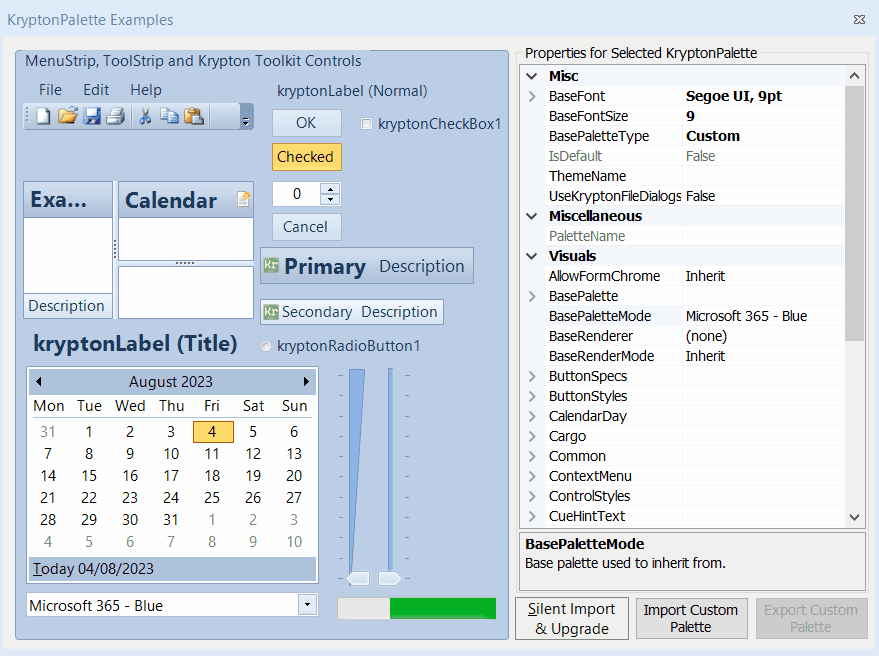 KryptonPalette Examples
MenuStrip, ToolStrip and Krypton Toolkit Controls
File Edit Help
kryptonLabel (Normal)
OK
kryptonCheckBox1
Checked
0
Cancel
Exa...
Calendar
Description
Kr Primary Description
Kr Secondary Description
kryptonLabel (Title)
kryptonRadioButton1
August 2023
Mon Tue Wed Thu Fri Sat Sun
31 1 2 3 4 5 6
7 8 9 10 11 12 13
14 15 16 17 18 19 20
21 22 23 24 25 26 27
28 29 30 31 1 2 3
4 5 6 7 8 9 10
Today 04/08/2023
Microsoft 365 - Blue
Properties for Selected KryptonPalette
Misc
BaseFont Segoe UI, 9pt
BaseFontSize 9
BasePaletteType Custom
IsDefault False
ThemeName
UseKryptonFileDialogs False
Miscellaneous
PaletteName
Visuals
AllowFormChrome Inherit
BasePalette
BasePaletteMode Microsoft 365 - Blue
BaseRenderer (none)
BaseRenderMode Inherit
ButtonSpecs
ButtonStyles
CalendarDay
Cargo
Common
ContextMenu
ControlStyles
CueHintText
BasePaletteMode
Base palette used to inherit from.
Silent Import
& Upgrade
Import Custom
Palette
Export Custom
Palette